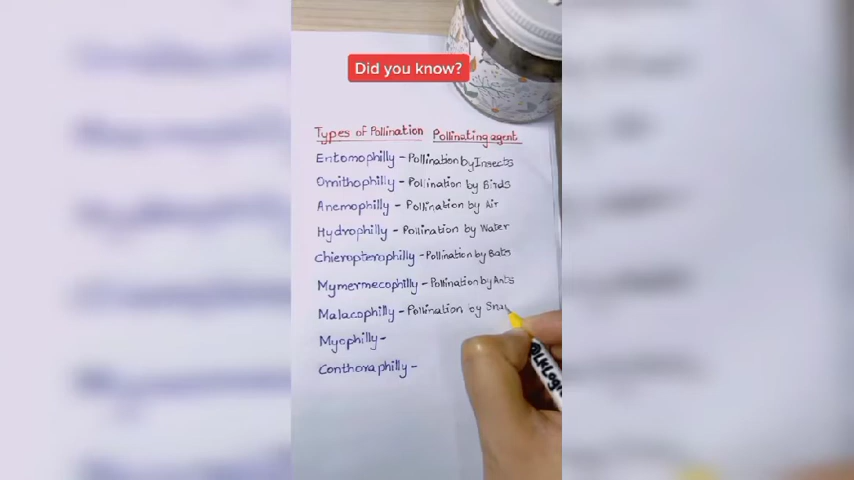 Did you know?
Types of Pollination Pollinating agent
Entomophilly - Pollination by Insects
Ornithophilly - Pollination by Birds
Anemophilly - Pollination by Air
Hydrophilly - Pollination by Water
Chieropterophilly - Pollination by Bats
Mymermecophilly - Pollination by Ants
Malacophilly - Pollination by
Myophilly -
Conthoraphilly -